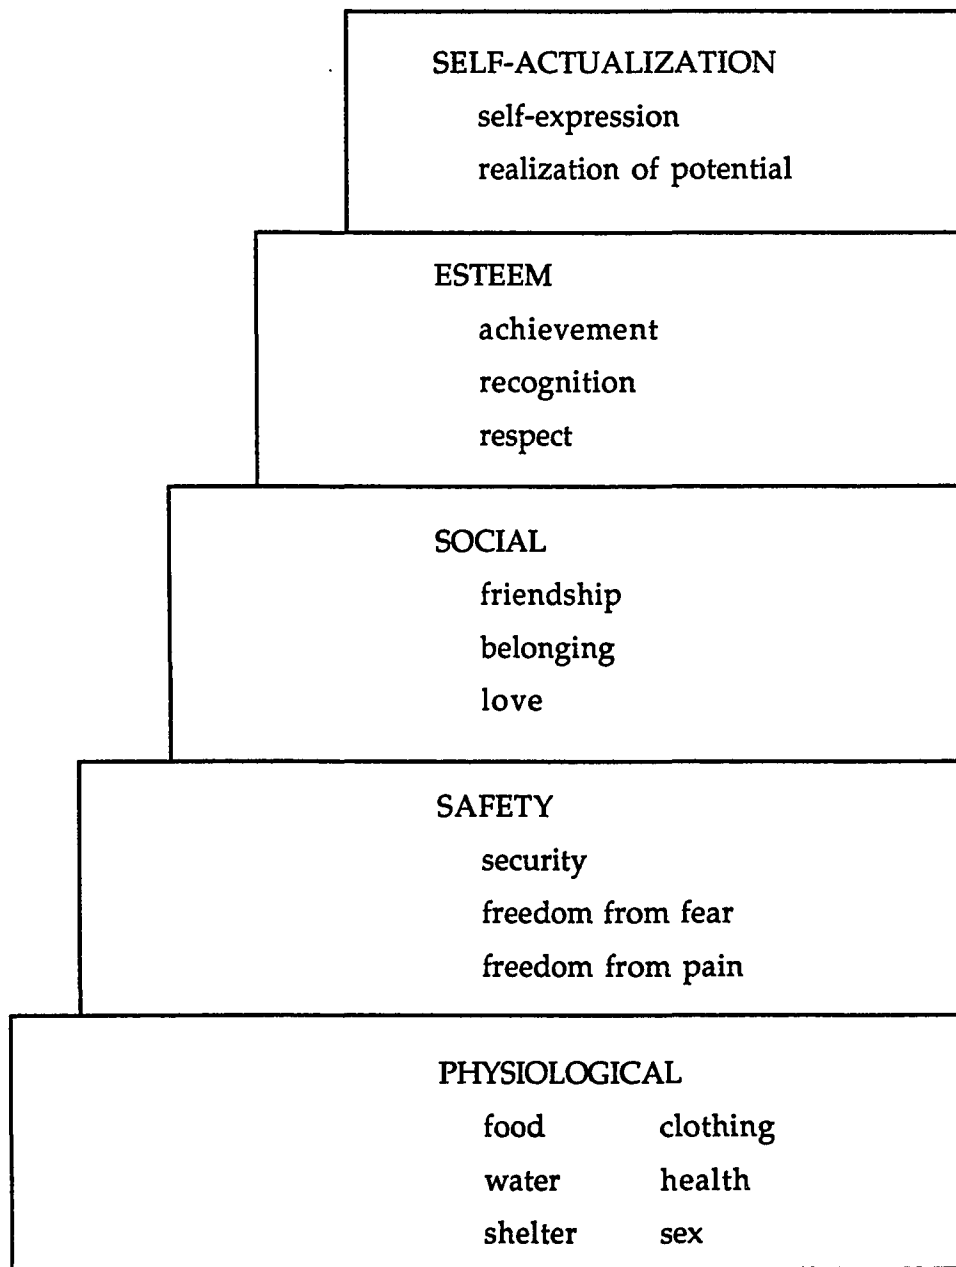 SELF-ACTUALIZATION
self-expression
realization of potential
ESTEEM
achievement
recognition
respect
SOCIAL
friendship
belonging
love
SAFETY
security
freedom from fear
freedom from pain
PHYSIOLOGICAL
food clothing
water health
shelter sex